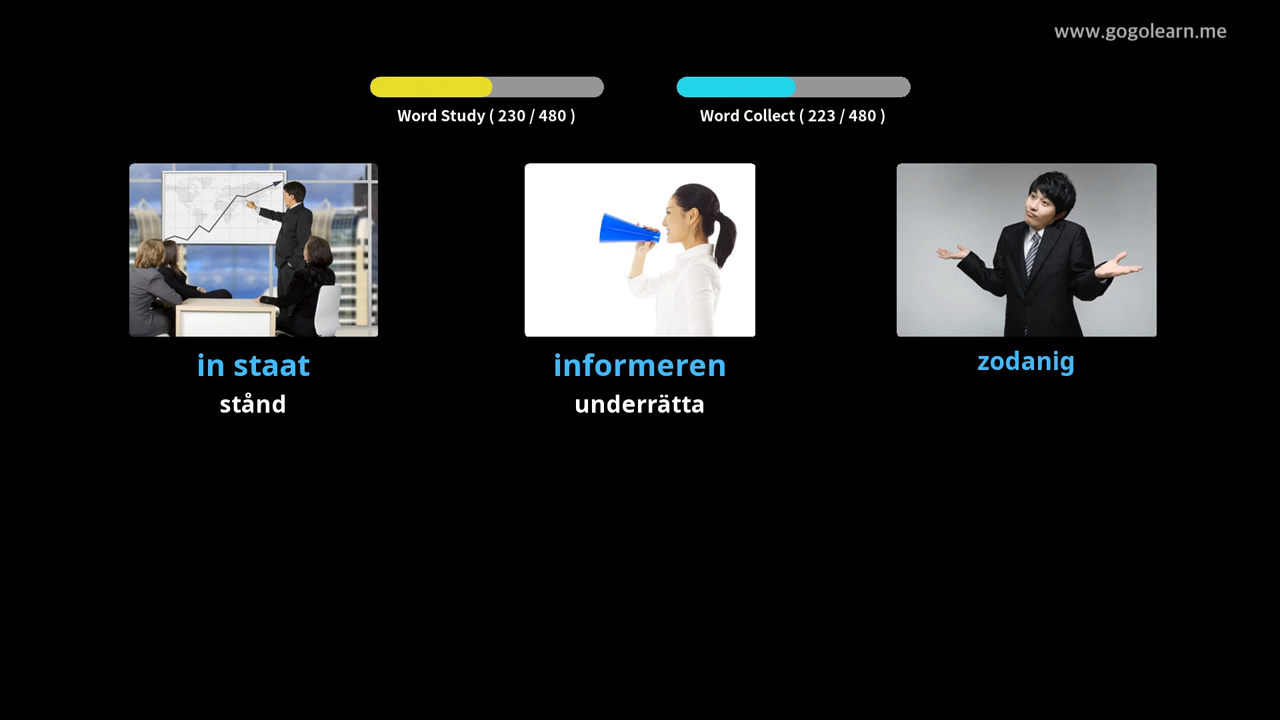 www.gogolearn.me
Word Study ( 230 / 480 )
Word Collect ( 223 / 480 )
in staat
stånd
informeren
underrätta
zodanig